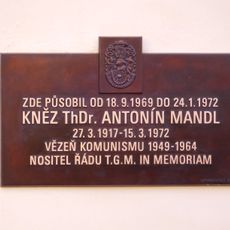 ZDE PŮSOBIL OD 18.9.1969 DO 24.1.1972
KNĚZ ThDr. ANTONÍN MANDL
27.3.1917-15.3.1972
VĚZEŇ KOMUNISMU 1949-1964
NOSITEL ŘÁDU T.G.M. IN MEMORIAM